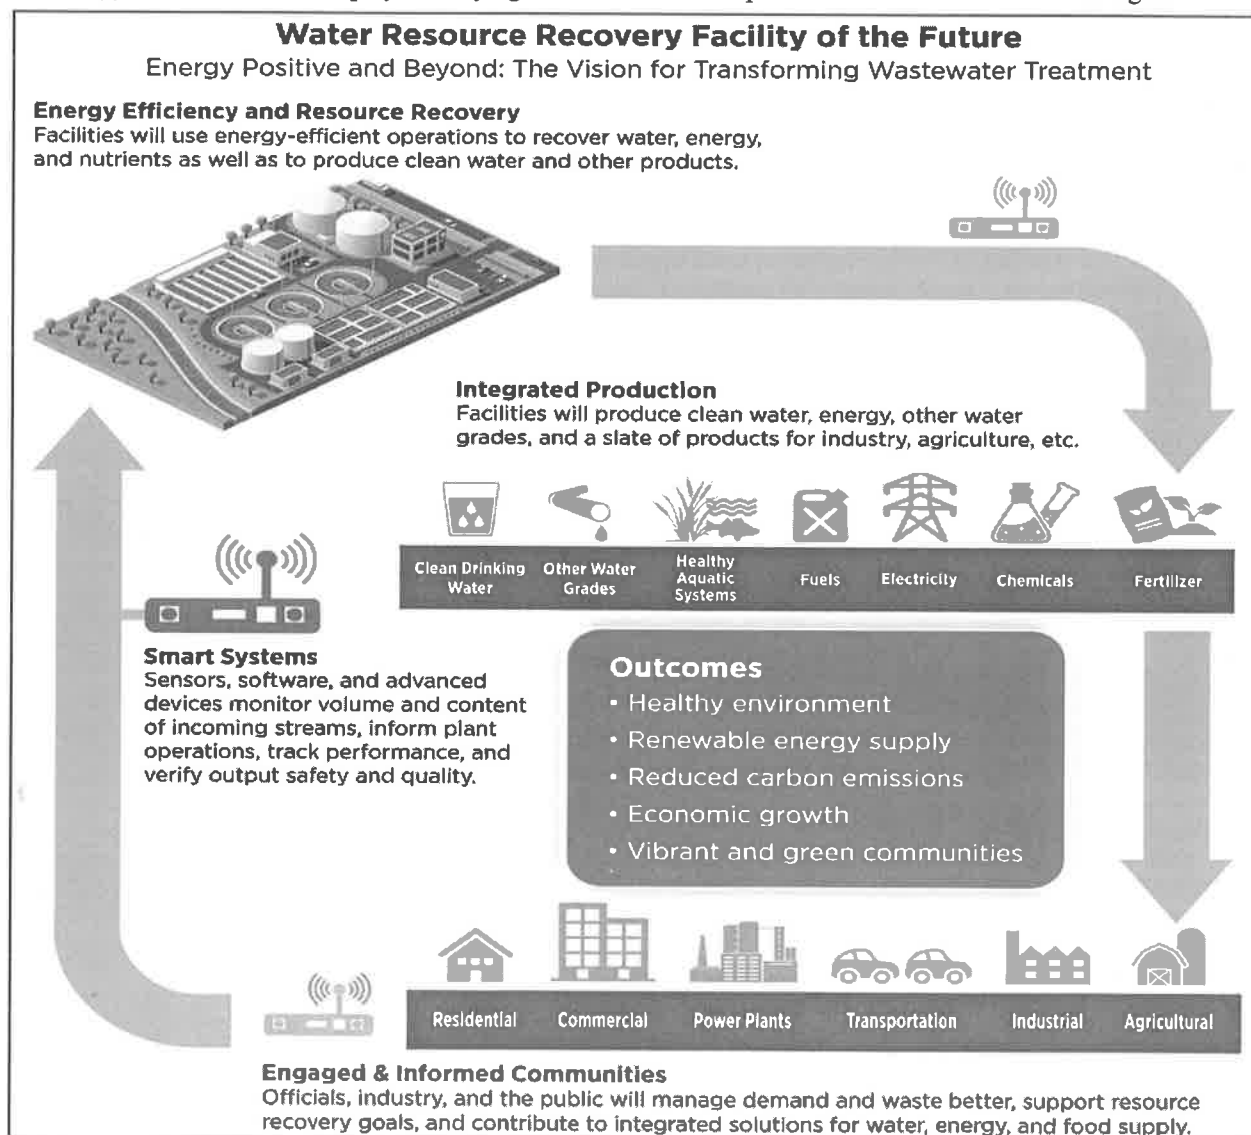 Water Resource Recovery Facility of the Future
Energy Positive and Beyond: The Vision for Transforming Wastewater Treatment
Energy Efficiency and Resource Recovery
Facilities will use energy-efficient operations to recover water, energy,
and nutrients as well as to produce clean water and other products.
Integrated Production
Facilities will produce clean water, energy, other water
grades, and a slate of products for industry, agriculture, etc.
Clean Drinking
Water
Other Water
Grades
Healthy
Aquatic
Systems
Fuels
Electricity
Chemicals
Fertilizer
Smart Systems
Sensors, software, and advanced
devices monitor volume and content
of incoming streams, inform plant
operations, track performance, and
verify output safety and quality.
Outcomes
• Healthy environment
• Renewable energy supply
• Reduced carbon emissions
• Economic growth
• Vibrant and green communities
Residential
Commercial
Power Plants
Transportation
Industrial
Agricultural
Engaged & Informed Communities
Officials, industry, and the public will manage demand and waste better, support resource
recovery goals, and contribute to integrated solutions for water, energy, and food supply.